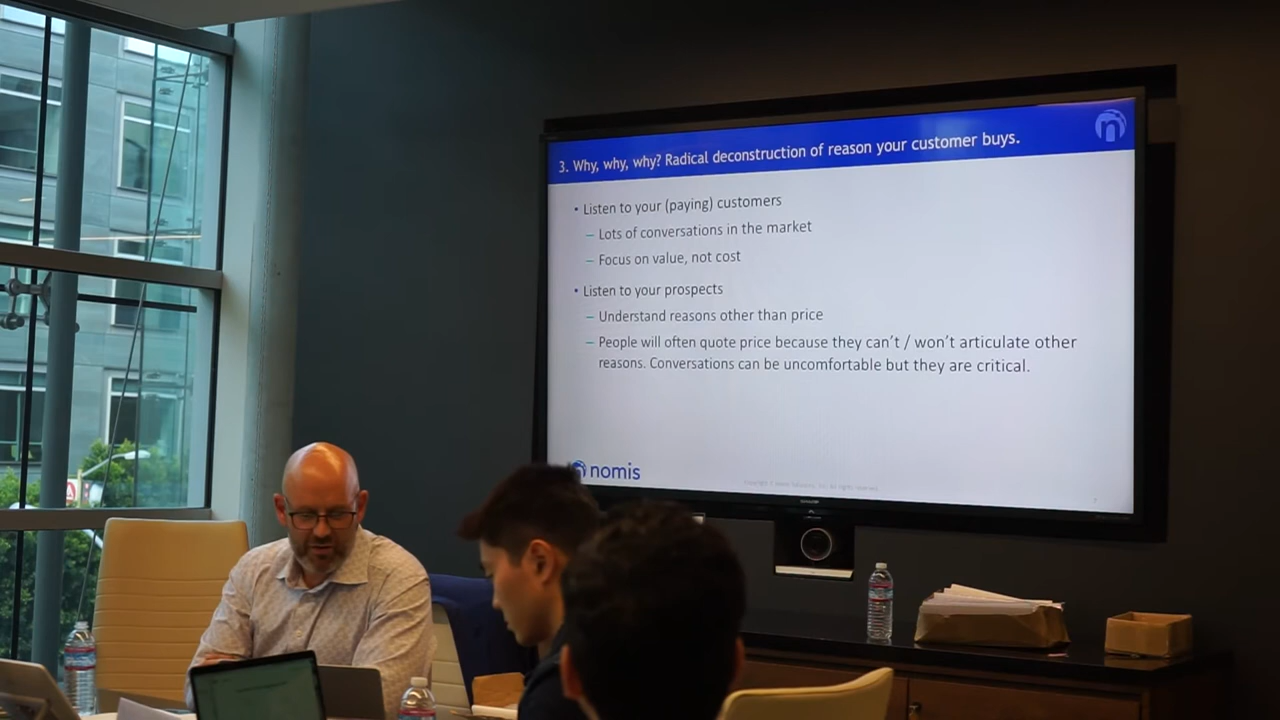 3. Why, why, why? Radical deconstruction of reason your customer buys.
• Listen to your (paying) customers
– Lots of conversations in the market
– Focus on value, not cost
• Listen to your prospects
– Understand reasons other than price
– People will often quote price because they can't / won't articulate other
reasons. Conversations can be uncomfortable but they are critical.
nomis